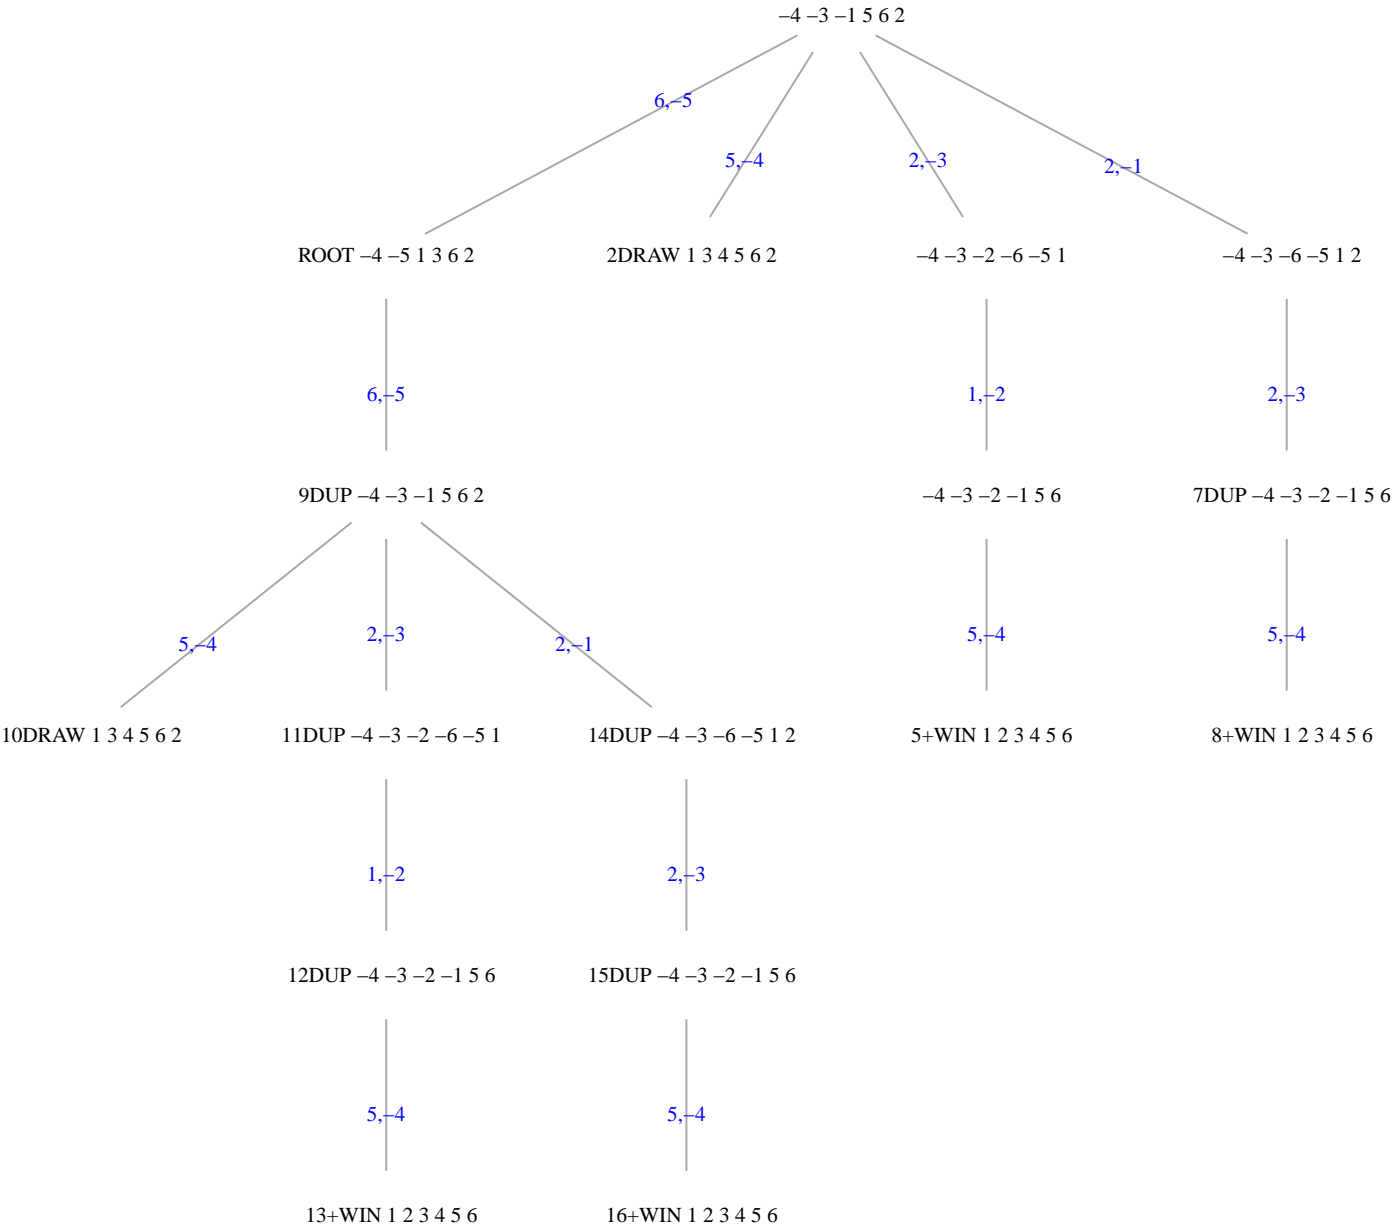 –4 –3 –1 5 6 2
6,–5
5,–4
2,–3
2,–1
ROOT –4 –5 1 3 6 2
2DRAW 1 3 4 5 6 2
–4 –3 –2 –6 –5 1
–4 –3 –6 –5 1 2
6,–5
1,–2
2,–3
9DUP –4 –3 –1 5 6 2
–4 –3 –2 –1 5 6
7DUP –4 –3 –2 –1 5 6
5,–4
2,–3
2,–1
5,–4
5,–4
10DRAW 1 3 4 5 6 2
11DUP –4 –3 –2 –6 –5 1
14DUP –4 –3 –6 –5 1 2
5+WIN 1 2 3 4 5 6
8+WIN 1 2 3 4 5 6
1,–2
2,–3
12DUP –4 –3 –2 –1 5 6
15DUP –4 –3 –2 –1 5 6
5,–4
5,–4
13+WIN 1 2 3 4 5 6
16+WIN 1 2 3 4 5 6